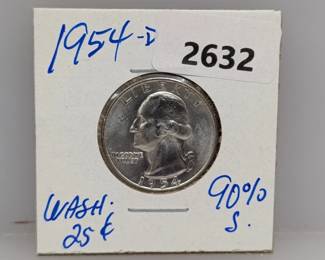 1954-D
2632
LIBERTY
IN GOD WE TRUST
1954
WASH.
25¢
90%
S.